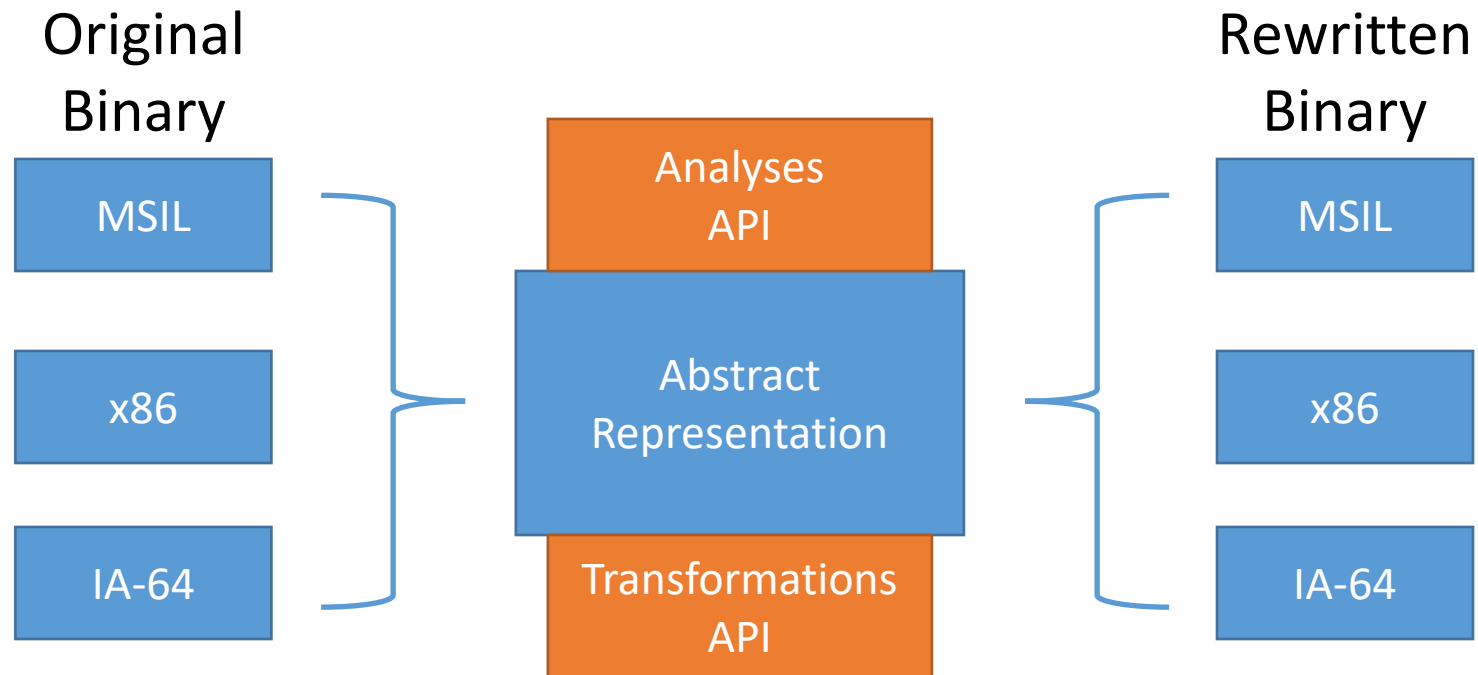 Original
Binary
MSIL
x86
IA-64
Analyses
API
Abstract
Representation
Transformations
API
Rewritten
Binary
MSIL
x86
IA-64